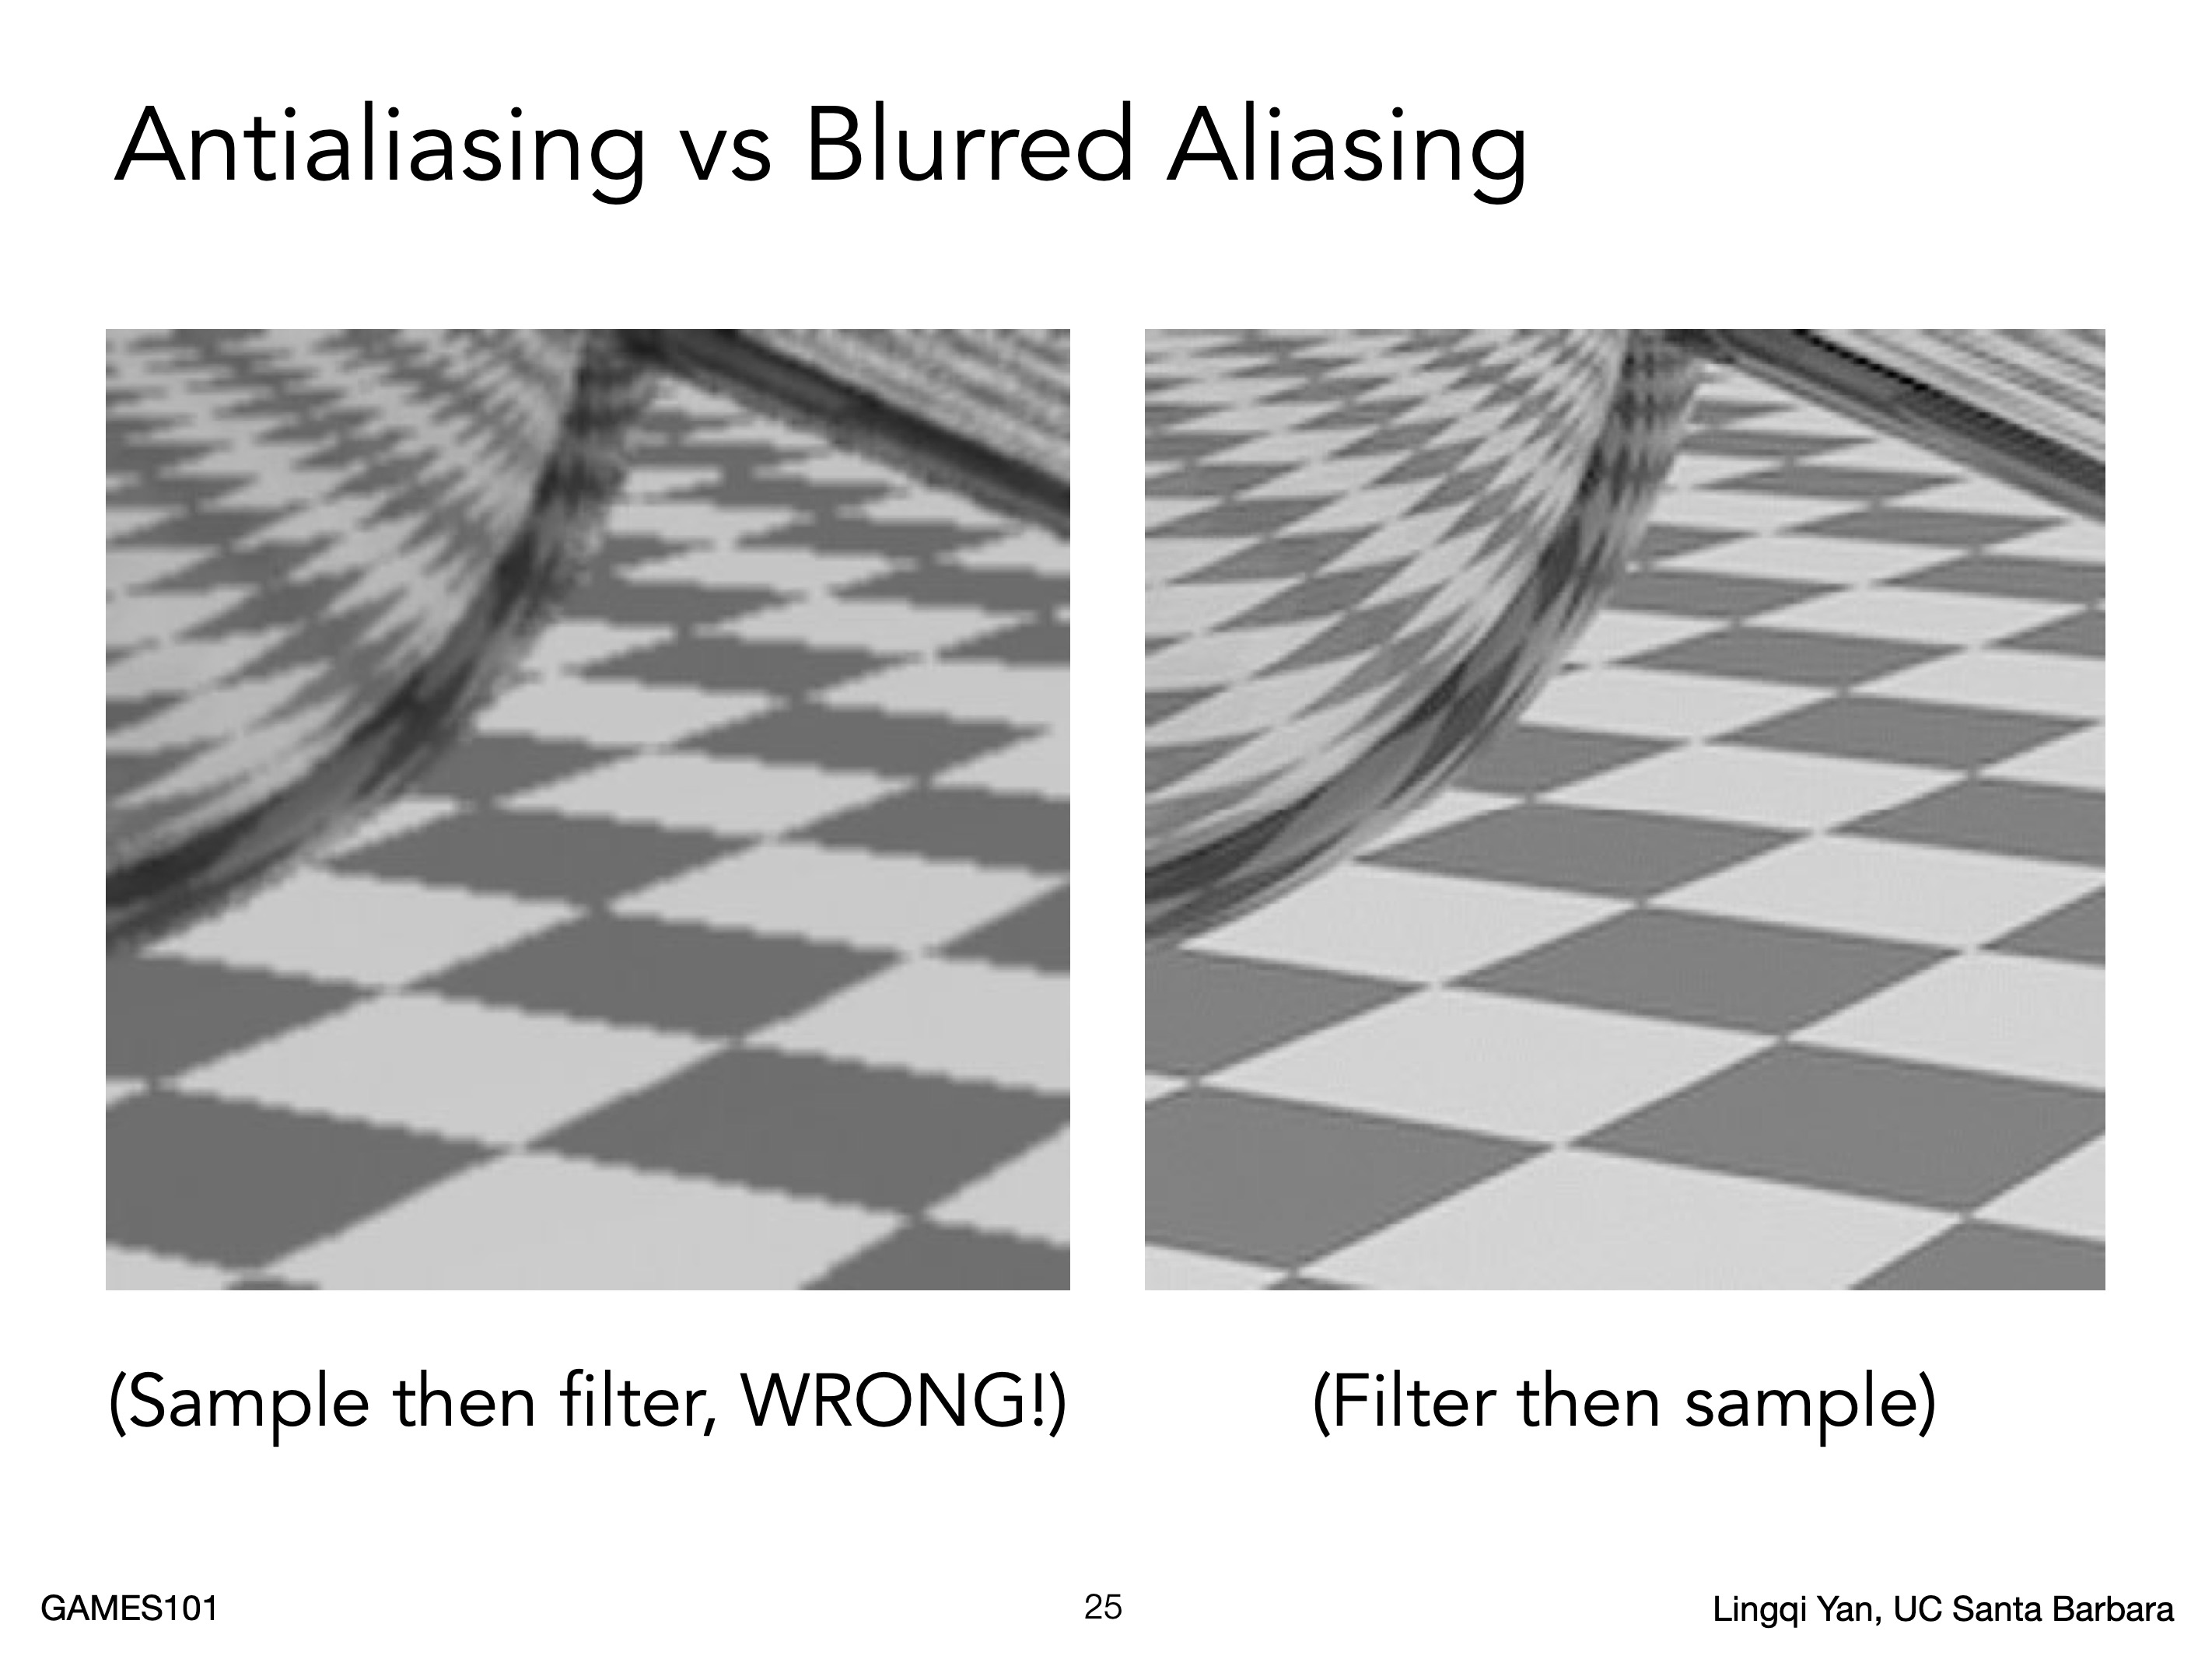 Antialiasing vs Blurred Aliasing
(Sample then filter, WRONG!)
(Filter then sample)
GAMES101
25
Lingqi Yan, UC Santa Barbara